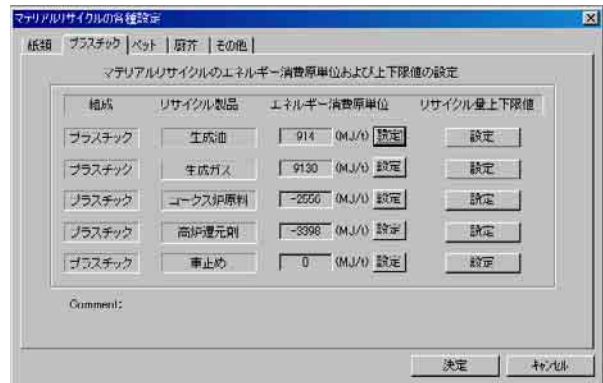 マテリアルリサイクルの各種設定
紙類 プラスチック ペット 厨芥 その他
マテリアルリサイクルのエネルギー消費原単位および上下限値の設定
組成 リサイクル製品 エネルギー消費原単位 リサイクル量上下限値
プラスチック 生成油 914 (MJ/t) 設定 設定
プラスチック 生成ガス 9130 (MJ/t) 設定 設定
プラスチック コークス炉原料 -2556 (MJ/t) 設定 設定
プラスチック 高炉還元剤 -3398 (MJ/t) 設定 設定
プラスチック 車止め 0 (MJ/t) 設定 設定
Comment:
決定 キャンセル